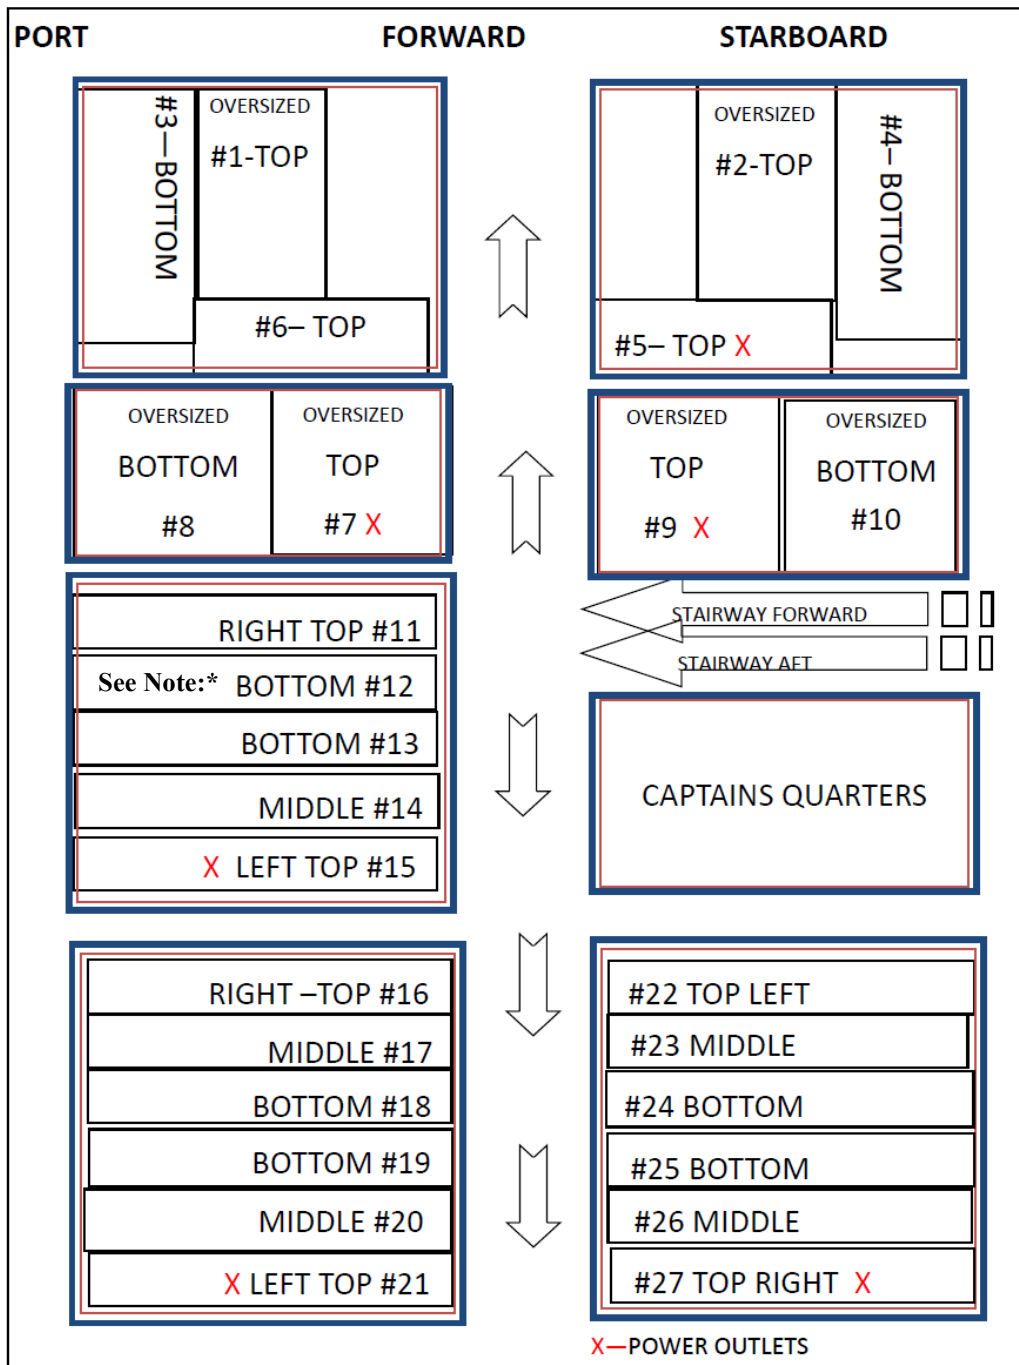 PORT FORWARD STARBOARD
#3—BOTTOM
OVERSIZED
#1-TOP
#6– TOP
OVERSIZED
#2-TOP
#4– BOTTOM
#5– TOP X
OVERSIZED
BOTTOM
#8
OVERSIZED
TOP
#7 X
OVERSIZED
TOP
#9 X
OVERSIZED
BOTTOM
#10
STAIRWAY FORWARD
STAIRWAY AFT
RIGHT TOP #11
See Note:* BOTTOM #12
BOTTOM #13
MIDDLE #14
X LEFT TOP #15
CAPTAINS QUARTERS
RIGHT –TOP #16
MIDDLE #17
BOTTOM #18
BOTTOM #19
MIDDLE #20
X LEFT TOP #21
#22 TOP LEFT
#23 MIDDLE
#24 BOTTOM
#25 BOTTOM
#26 MIDDLE
#27 TOP RIGHT X
X—POWER OUTLETS